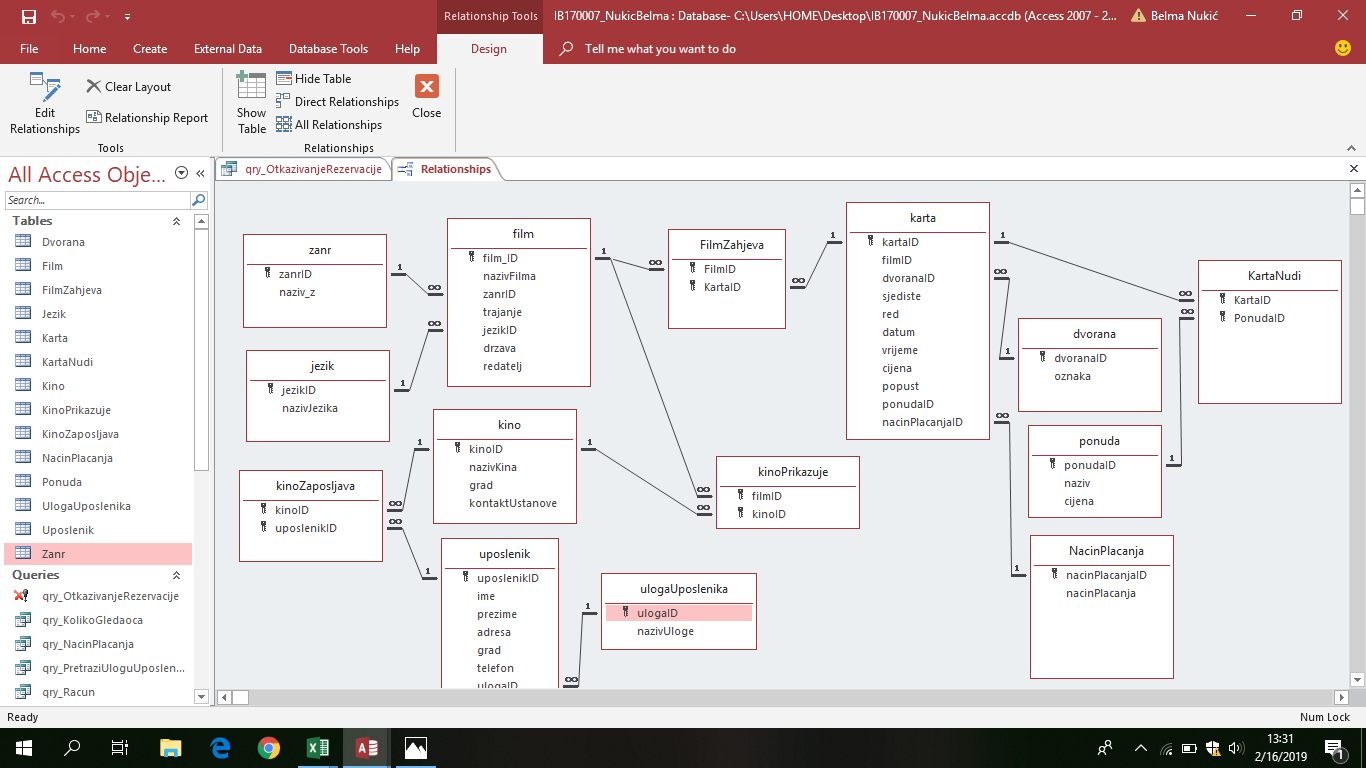 Relationship Tools
IB170007_NukicBelma : Database- C:\Users\HOME\Desktop\IB170007_NukicBelma.accdb (Access 2007 - 2...
Belma Nukić
File Home Create External Data Database Tools Help Design Tell me what you want to do
Edit Relationships
Clear Layout
Relationship Report
Tools
Show Table
Hide Table
Direct Relationships
All Relationships
Relationships
Close
All Access Obje...
Search...
Tables
Dvorana
Film
FilmZahjeva
Jezik
Karta
KartaNudi
Kino
KinoPrikazuje
KinoZaposljava
NacinPlacanja
Ponuda
UlogaUposlenika
Uposlenik
Zanr
Queries
qry_OtkazivanjeRezervacije
qry_KolikoGledaoca
qry_NacinPlacanja
qry_PretraziUloguUposlen...
qry_Racun
qry_OtkazivanjeRezervacije
Relationships
zanr
zanrID
naziv_z
1
∞
jezik
jezikID
nazivJezika
1
∞
film
film_ID
nazivFilma
zanrID
trajanje
jezikID
drzava
redatelj
1
∞
FilmZahjeva
FilmID
KartaID
∞
1
karta
kartaID
filmID
dvoranaID
sjediste
red
datum
vrijeme
cijena
popust
ponudaID
nacinPlacanjaID
1
∞
∞
KartaNudi
KartaID
PonudaID
∞
∞
dvorana
dvoranaID
oznaka
1
ponuda
ponudaID
naziv
cijena
1
NacinPlacanja
nacinPlacanjaID
nacinPlacanja
1
kino
kinoID
nazivKina
grad
kontaktUstanove
1
1
kinoZaposljava
kinoID
uposlenikID
∞
∞
kinoPrikazuje
filmID
kinoID
∞
∞
uposlenik
uposlenikID
ime
prezime
adresa
grad
telefon
ulogaID
1
∞
ulogaUposlenika
ulogaID
nazivUloge
1
Ready
Num Lock
13:31
2/16/2019
1